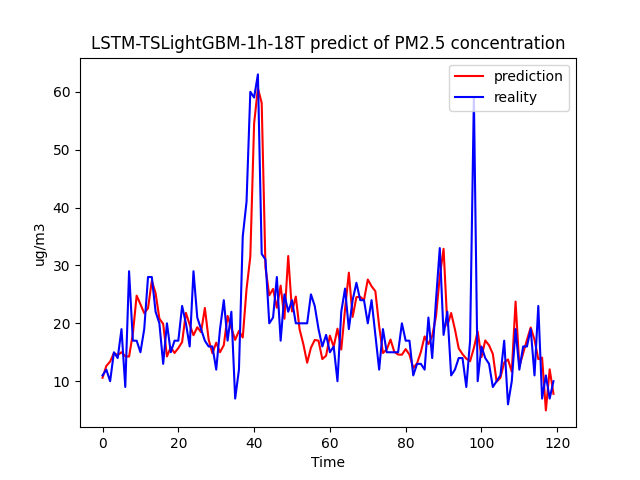 LSTM-TSLightGBM-1h-18T predict of PM2.5 concentration
prediction
reality
ug/m3
60
50
40
30
20
10
0 20 40 60 80 100 120
Time